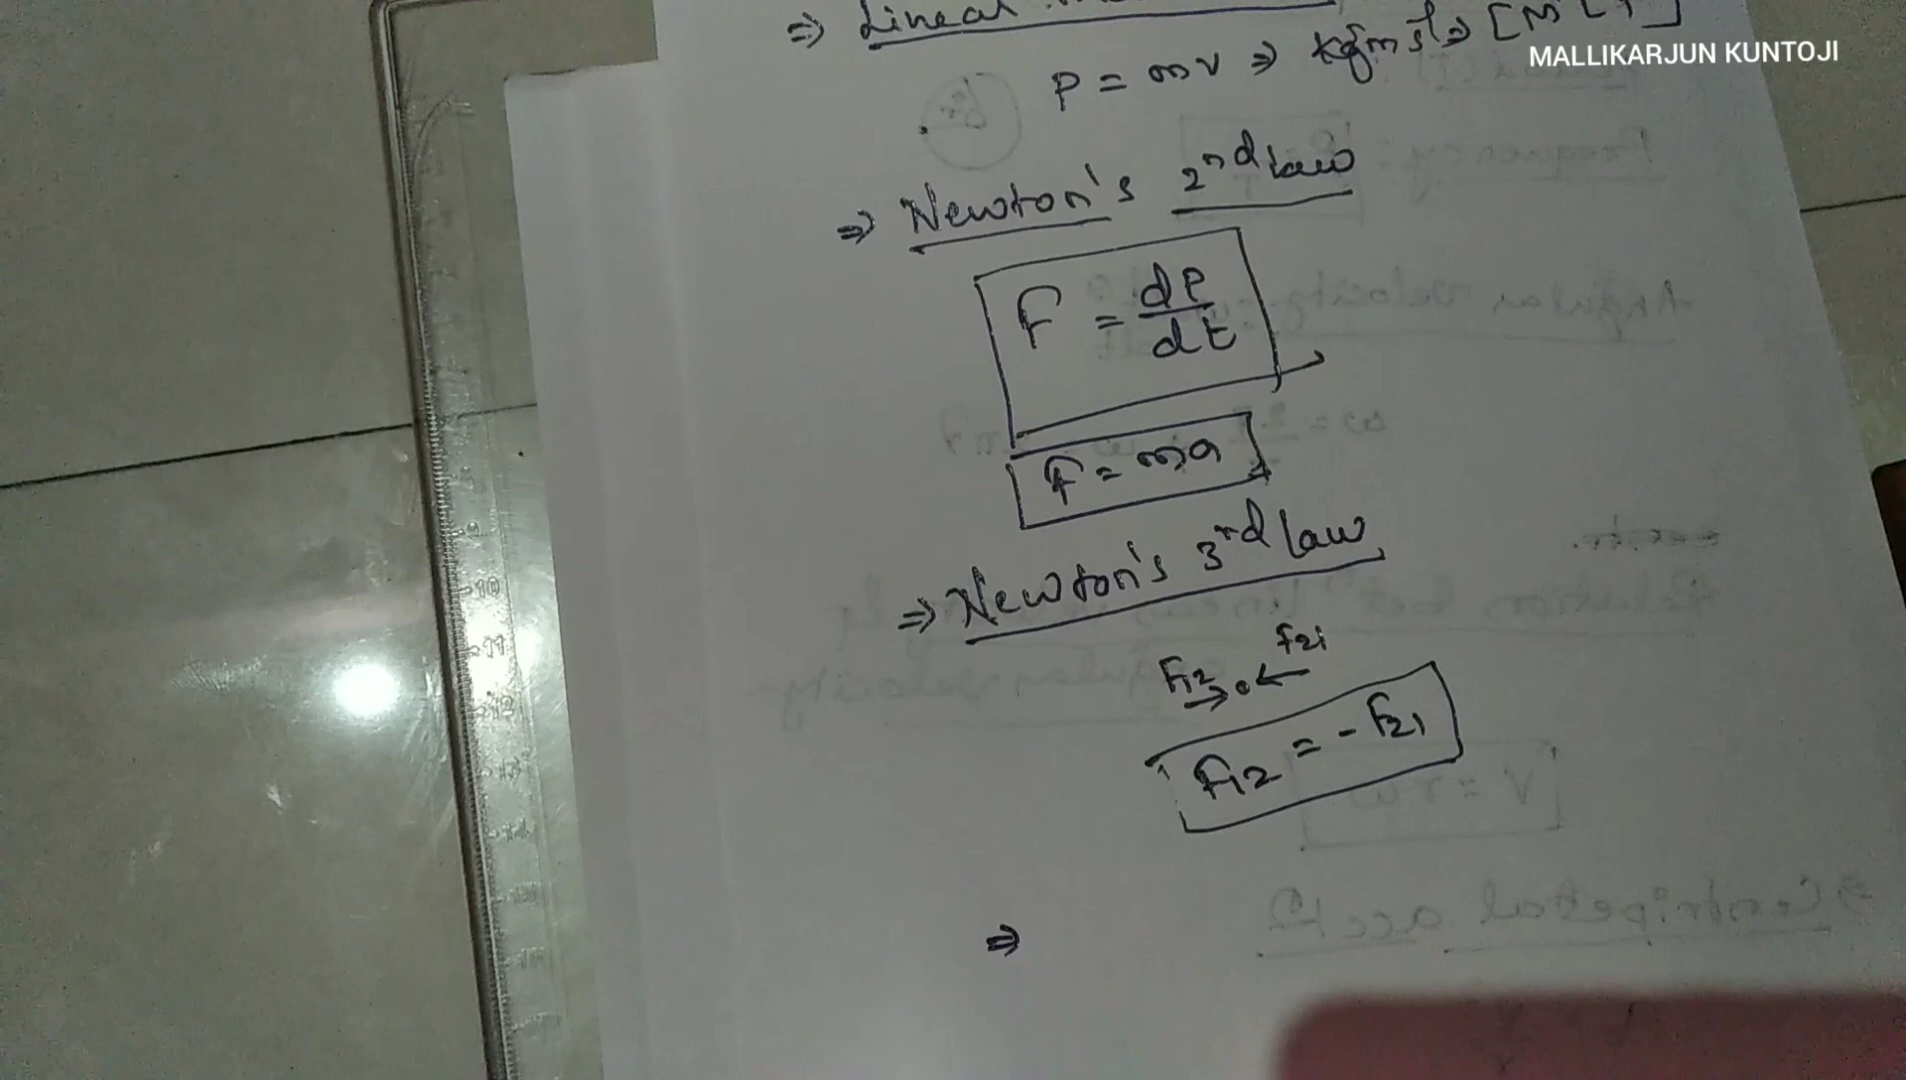 ⇒ Linear
P = mv ⇒ kgms⁻¹ ⇒ [MLT
MALLIKARJUN KUNTOJI
⇒ Newton's 2nd law
F = dP/dt
F = ma
⇒ Newton's 3rd law
F12 → ← F21
F12 = - F21
⇒